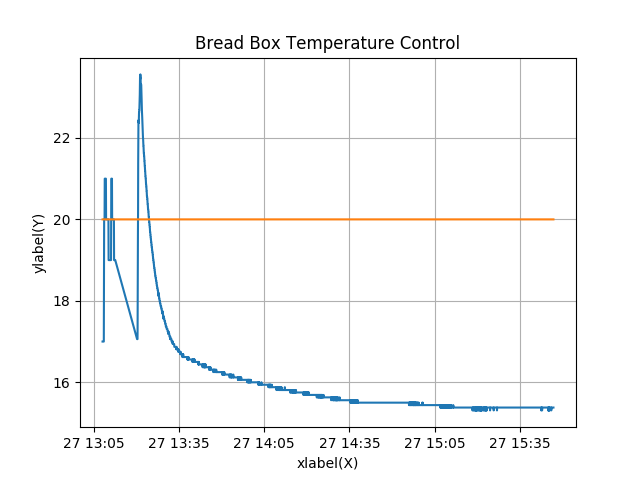 Bread Box Temperature Control
ylabel(Y)
22
20
18
16
27 13:05 27 13:35 27 14:05 27 14:35 27 15:05 27 15:35
xlabel(X)